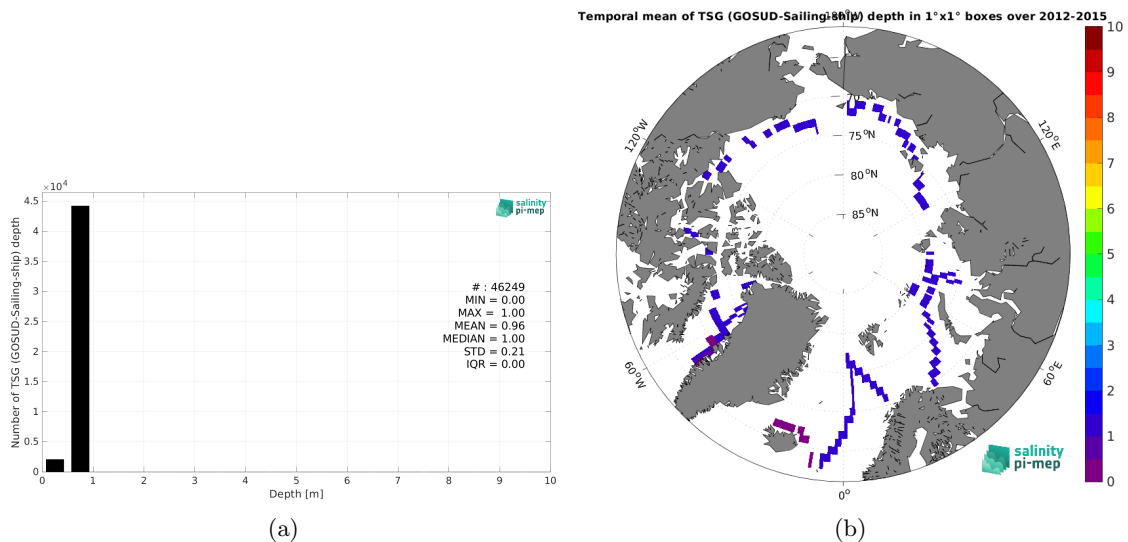 Temporal mean of TSG (GOSUD-Sailing-ship) depth in 1°x1° boxes over 2012-2015
×10⁴
4.5
4
3.5
3
2.5
2
1.5
1
0.5
0
Number of TSG (GOSUD-Sailing-ship) depth
salinity
pi-mep
# : 46249
MIN = 0.00
MAX = 1.00
MEAN = 0.96
MEDIAN = 1.00
STD = 0.21
IQR = 0.00
0 1 2 3 4 5 6 7 8 9 10
Depth [m]
(a)
120°W
60°W
0°
60°E
120°E
75°N
80°N
85°N
salinity
pi-mep
10
9
8
7
6
5
4
3
2
1
0
(b)